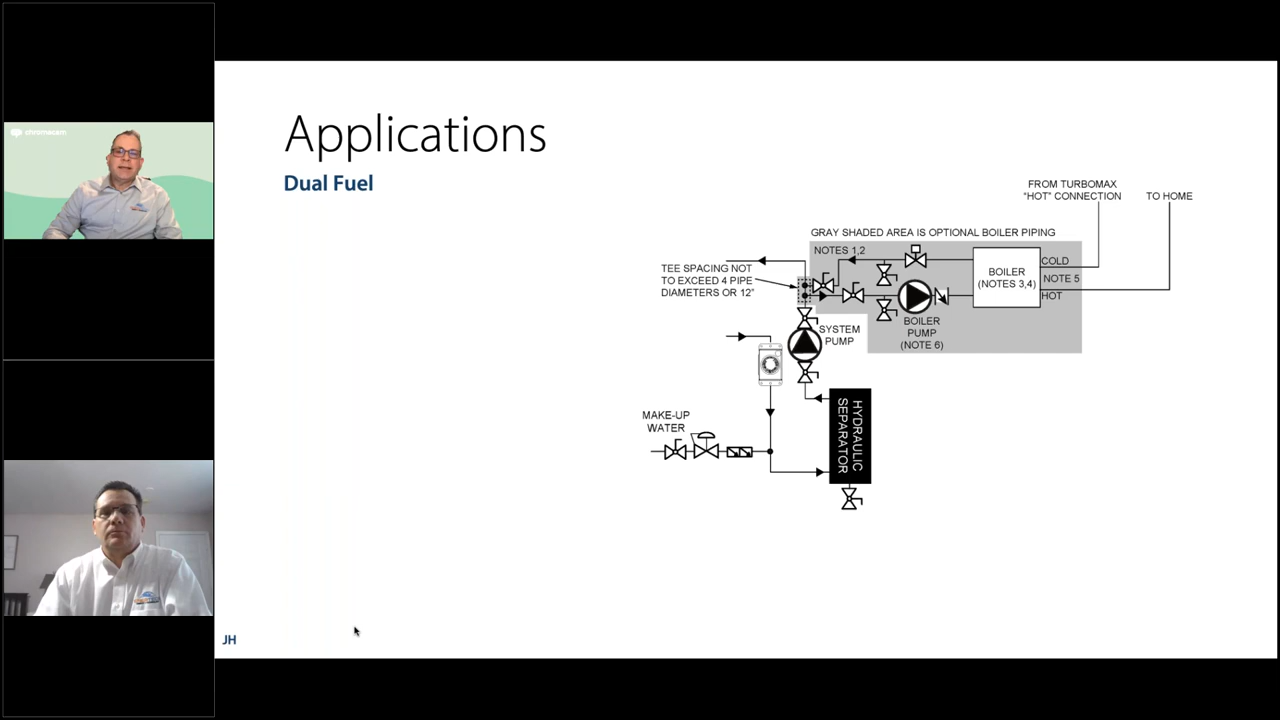 chromacam
Applications
Dual Fuel
FROM TURBOMAX
“HOT” CONNECTION
TO HOME
GRAY SHADED AREA IS OPTIONAL BOILER PIPING
NOTES 1,2
TEE SPACING NOT
TO EXCEED 4 PIPE
DIAMETERS OR 12"
BOILER
(NOTES 3,4)
COLD
NOTE 5
HOT
SYSTEM
PUMP
BOILER
PUMP
(NOTE 6)
MAKE-UP
WATER
HYDRAULIC
SEPARATOR
JH